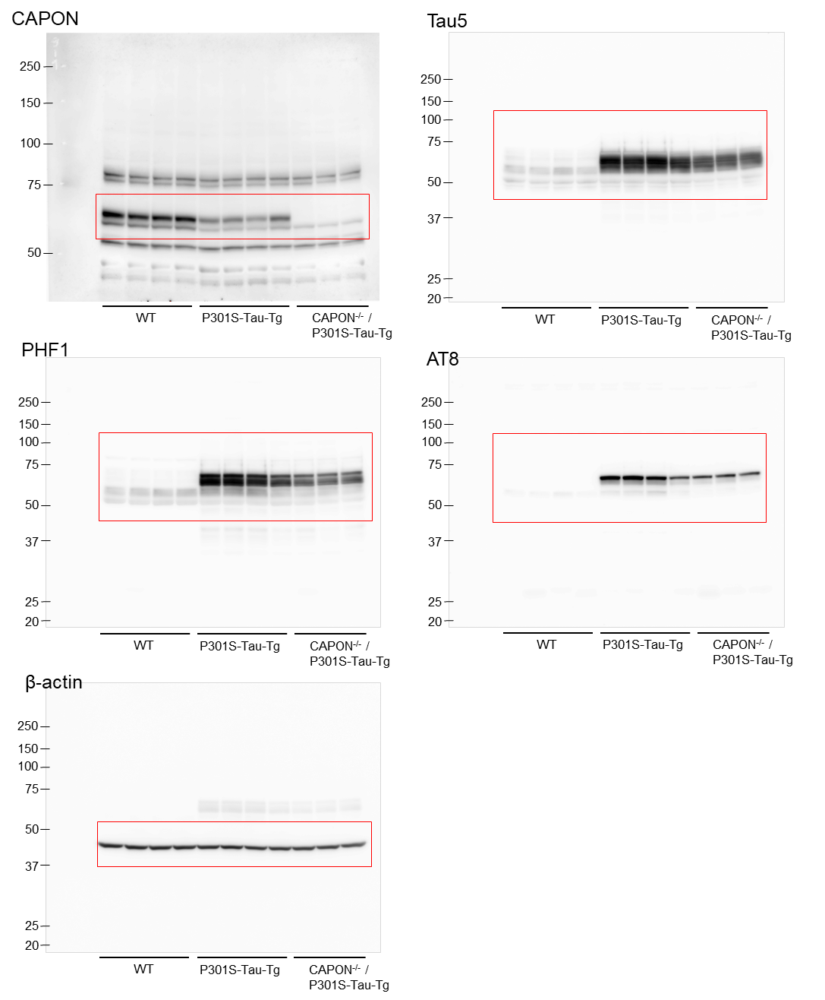 CAPON
250
150
100
75
50
WT
P301S-Tau-Tg
CAPON-/- /
P301S-Tau-Tg
Tau5
250
150
100
75
50
37
25
20
WT
P301S-Tau-Tg
CAPON-/- /
P301S-Tau-Tg
PHF1
250
150
100
75
50
37
25
20
WT
P301S-Tau-Tg
CAPON-/- /
P301S-Tau-Tg
AT8
250
150
100
75
50
37
25
20
WT
P301S-Tau-Tg
CAPON-/- /
P301S-Tau-Tg
β-actin
250
150
100
75
50
37
25
20
WT
P301S-Tau-Tg
CAPON-/- /
P301S-Tau-Tg